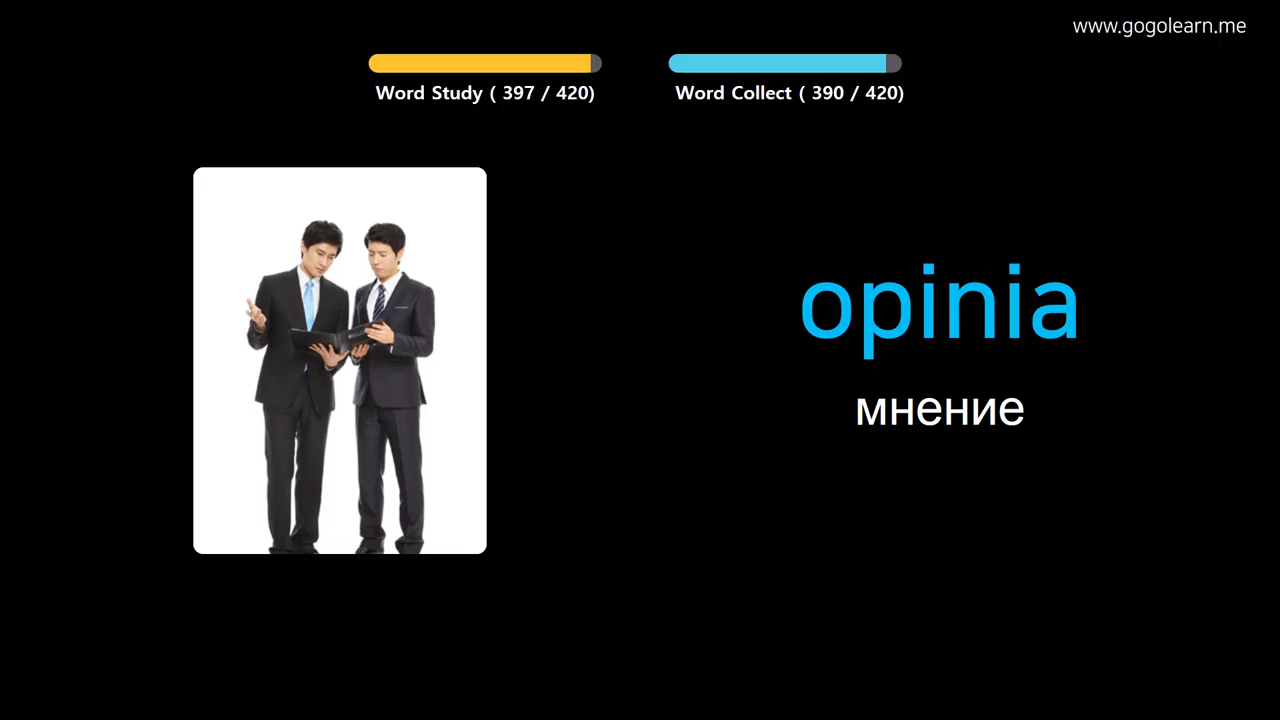 www.gogolearn.me
Word Study ( 397 / 420)
Word Collect ( 390 / 420)
opinia
мнение